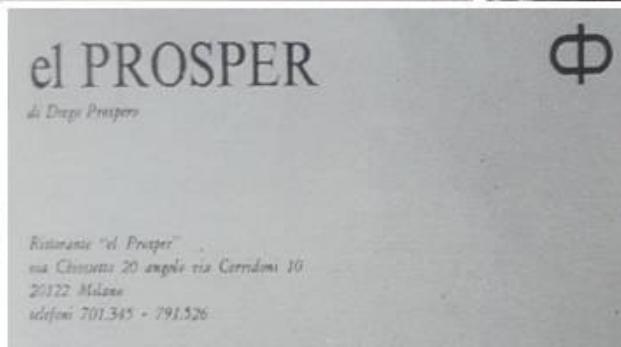 el PROSPER
di Drago Prospero
Ristorante "el Prosper"
via Chiossetto 20 angolo via Corridoni 10
20122 Milano
telefoni 701.345 - 791.526